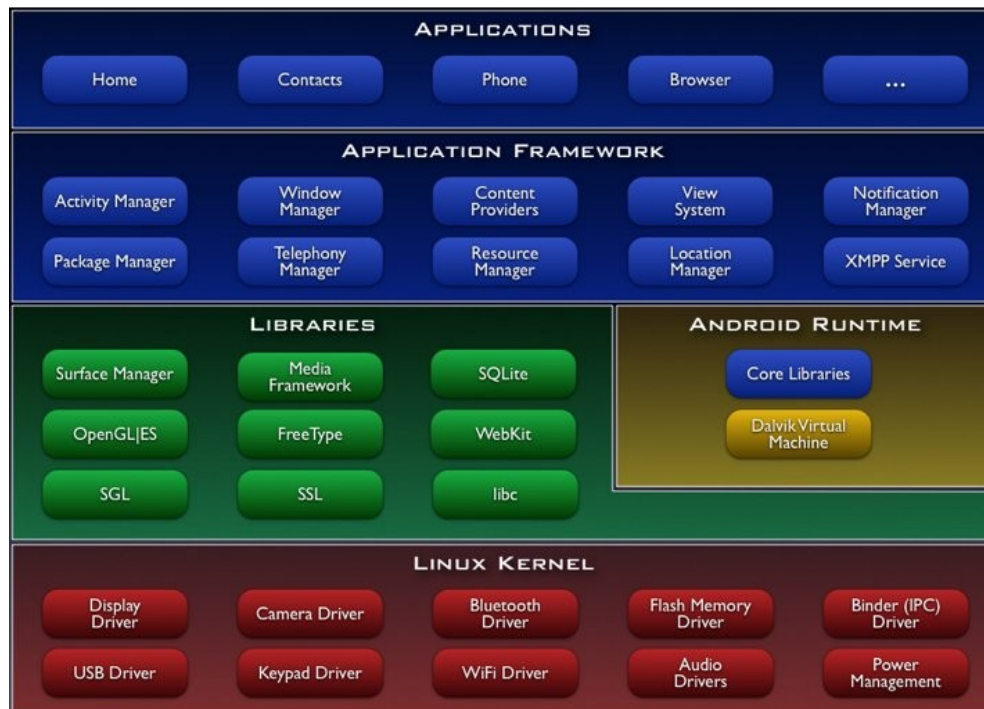 APPLICATIONS
Home
Contacts
Phone
Browser
...
APPLICATION FRAMEWORK
Activity Manager
Window
Manager
Content
Providers
View
System
Notification
Manager
Package Manager
Telephony
Manager
Resource
Manager
Location
Manager
XMPP Service
LIBRARIES
Surface Manager
Media
Framework
SQLite
OpenGL|ES
FreeType
WebKit
SGL
SSL
libc
ANDROID RUNTIME
Core Libraries
Dalvik Virtual
Machine
LINUX KERNEL
Display
Driver
Camera Driver
Bluetooth
Driver
Flash Memory
Driver
Binder (IPC)
Driver
USB Driver
Keypad Driver
WiFi Driver
Audio
Drivers
Power
Management